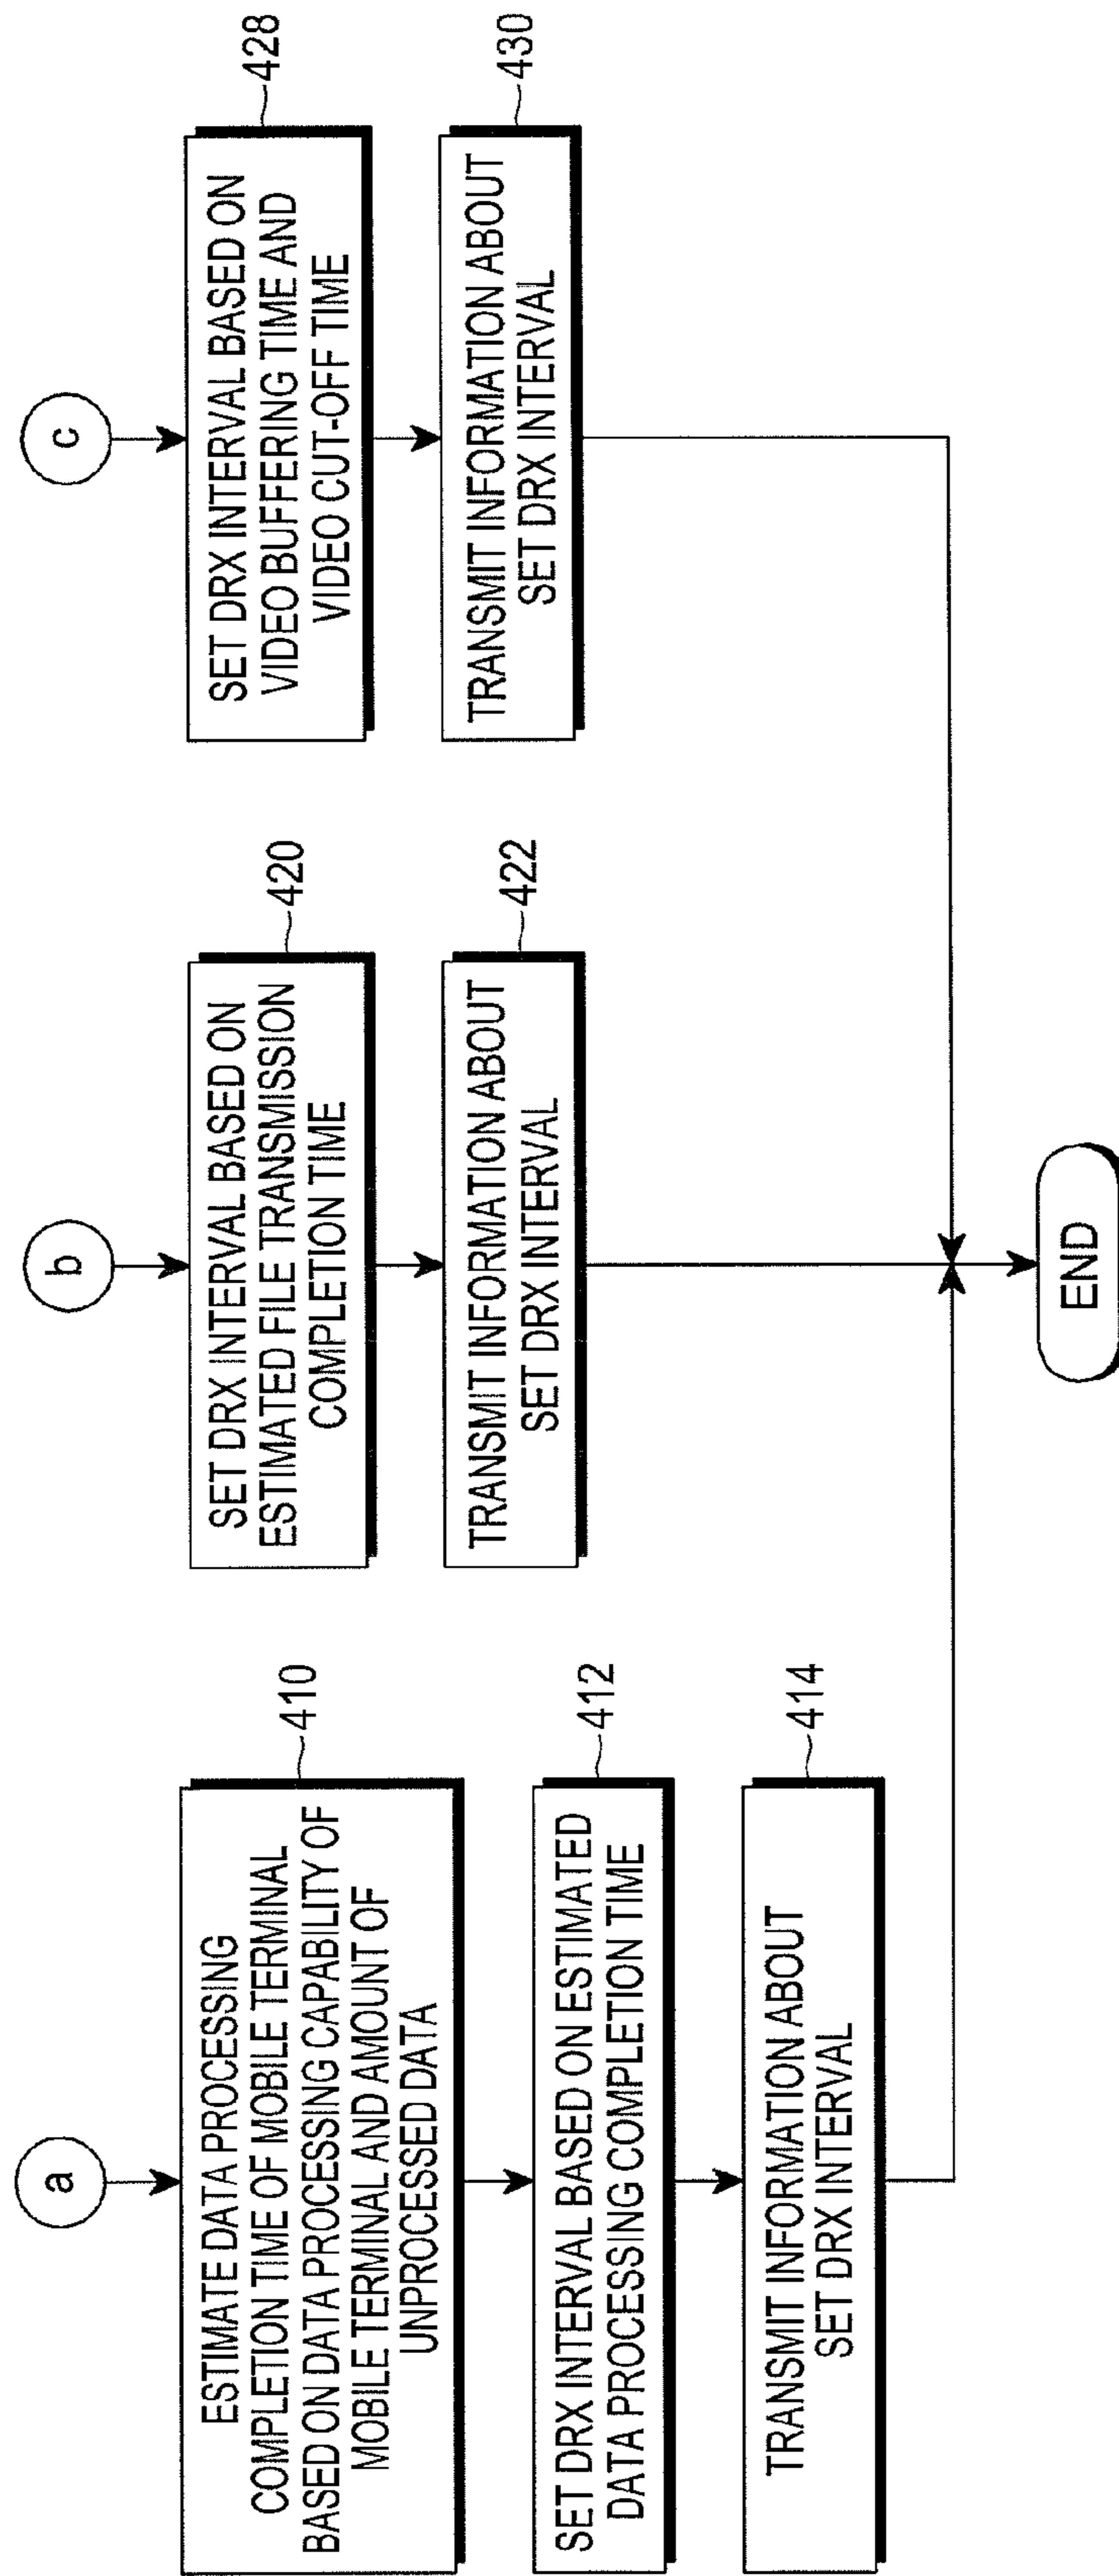 a
ESTIMATE DATA PROCESSING
COMPLETION TIME OF MOBILE TERMINAL
BASED ON DATA PROCESSING CAPABILITY OF
MOBILE TERMINAL AND AMOUNT OF
UNPROCESSED DATA
410
SET DRX INTERVAL BASED ON ESTIMATED
DATA PROCESSING COMPLETION TIME
412
TRANSMIT INFORMATION ABOUT
SET DRX INTERVAL
414
b
SET DRX INTERVAL BASED ON
ESTIMATED FILE TRANSMISSION
COMPLETION TIME
420
TRANSMIT INFORMATION ABOUT
SET DRX INTERVAL
422
c
SET DRX INTERVAL BASED ON
VIDEO BUFFERING TIME AND
VIDEO CUT-OFF TIME
428
TRANSMIT INFORMATION ABOUT
SET DRX INTERVAL
430
END